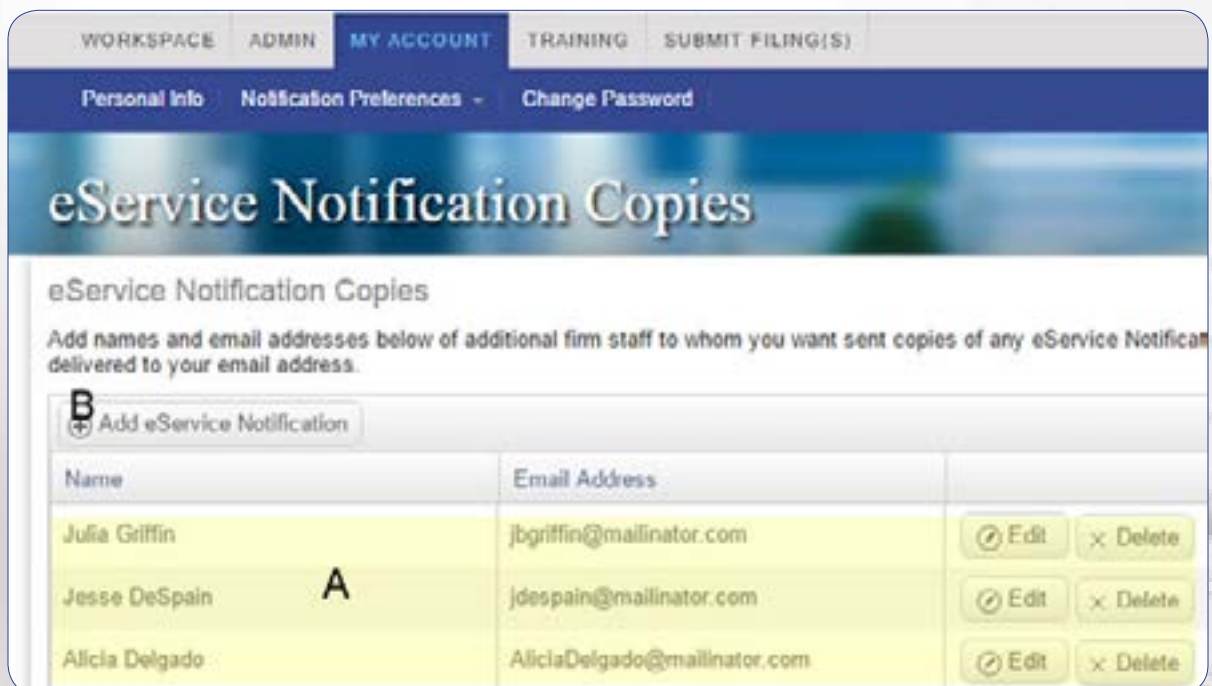 WORKSPACE ADMIN MY ACCOUNT TRAINING SUBMIT FILING(S)
Personal Info Notification Preferences Change Password
eService Notification Copies
eService Notification Copies
Add names and email addresses below of additional firm staff to whom you want sent copies of any eService
delivered to your email address.
B
Add eService Notification
Name Email Address
Julia Griffin jbgriffin@mailinator.com Edit Delete
A
Jesse DeSpain jdespain@mailinator.com Edit Delete
Alicia Delgado AliciaDelgado@mailinator.com Edit Delete